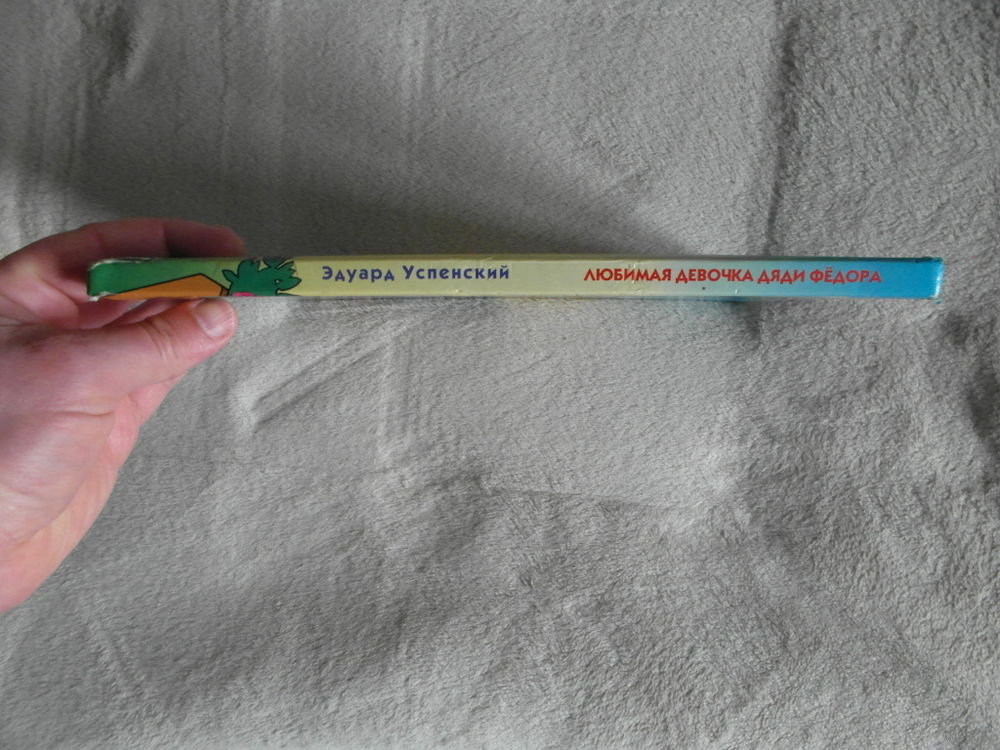 Эдуард Успенский
ЛЮБИМАЯ ДЕВОЧКА ДЯДИ ФЁДОРА